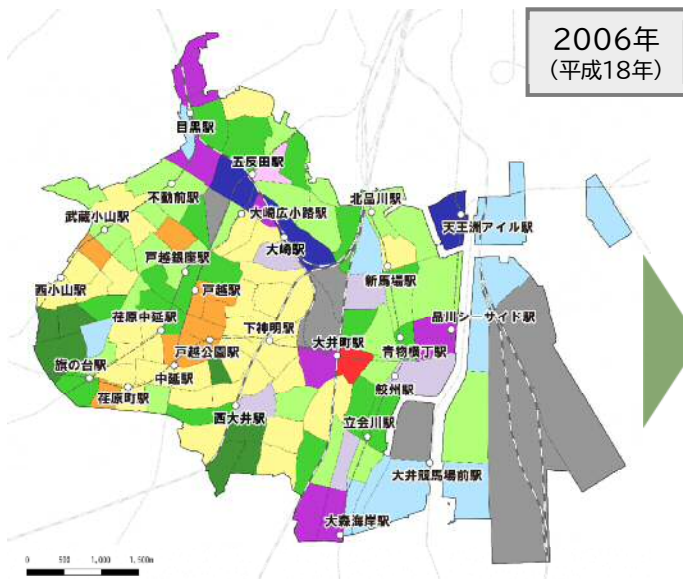 2006年
(平成18年)
目黒駅
五反田駅
不動前駅
北品川駅
大崎広小路駅
武蔵小山駅
天王洲アイル駅
大崎駅
戸越銀座駅
新馬場駅
西小山駅
戸越駅
荏原中延駅
下神明駅
品川シーサイド駅
大井町駅
戸越公園駅
青物横丁駅
旗の台駅
中延駅
鮫洲駅
荏原町駅
西大井駅
立会川駅
大井競馬場前駅
大森海岸駅
0 500 1,000 1,500m